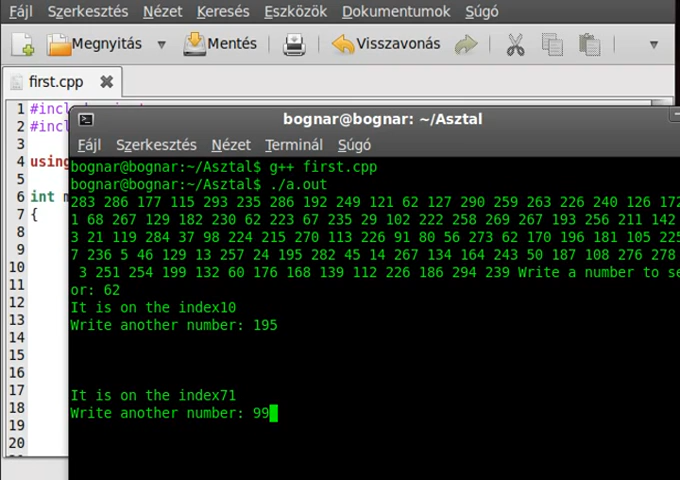 Fájl Szerkesztés Nézet Keresés Eszközök Dokumentumok Súgó
Megnyitás Mentés Visszavonás
first.cpp
1 #incl
2 #incl
3
4 using
5
6 int m
7 {
8
9
10
11
12
13
14
15
16
17
18
19
20
bognar@bognar: ~/Asztal
Fájl Szerkesztés Nézet Terminál Súgó
bognar@bognar:~/Asztal$ g++ first.cpp
bognar@bognar:~/Asztal$ ./a.out
283 286 177 115 293 235 286 192 249 121 62 127 290 259 263 226 240 126 172
1 68 267 129 182 230 62 223 67 235 29 102 222 258 269 267 193 256 211 142
3 21 119 284 37 98 224 215 270 113 226 91 80 56 273 62 170 196 181 105 225
7 236 5 46 129 13 257 24 195 282 45 14 267 134 164 243 50 187 108 276 278
3 251 254 199 132 60 176 168 139 112 226 186 294 239 Write a number to se
or: 62
It is on the index10
Write another number: 195
It is on the index71
Write another number: 99